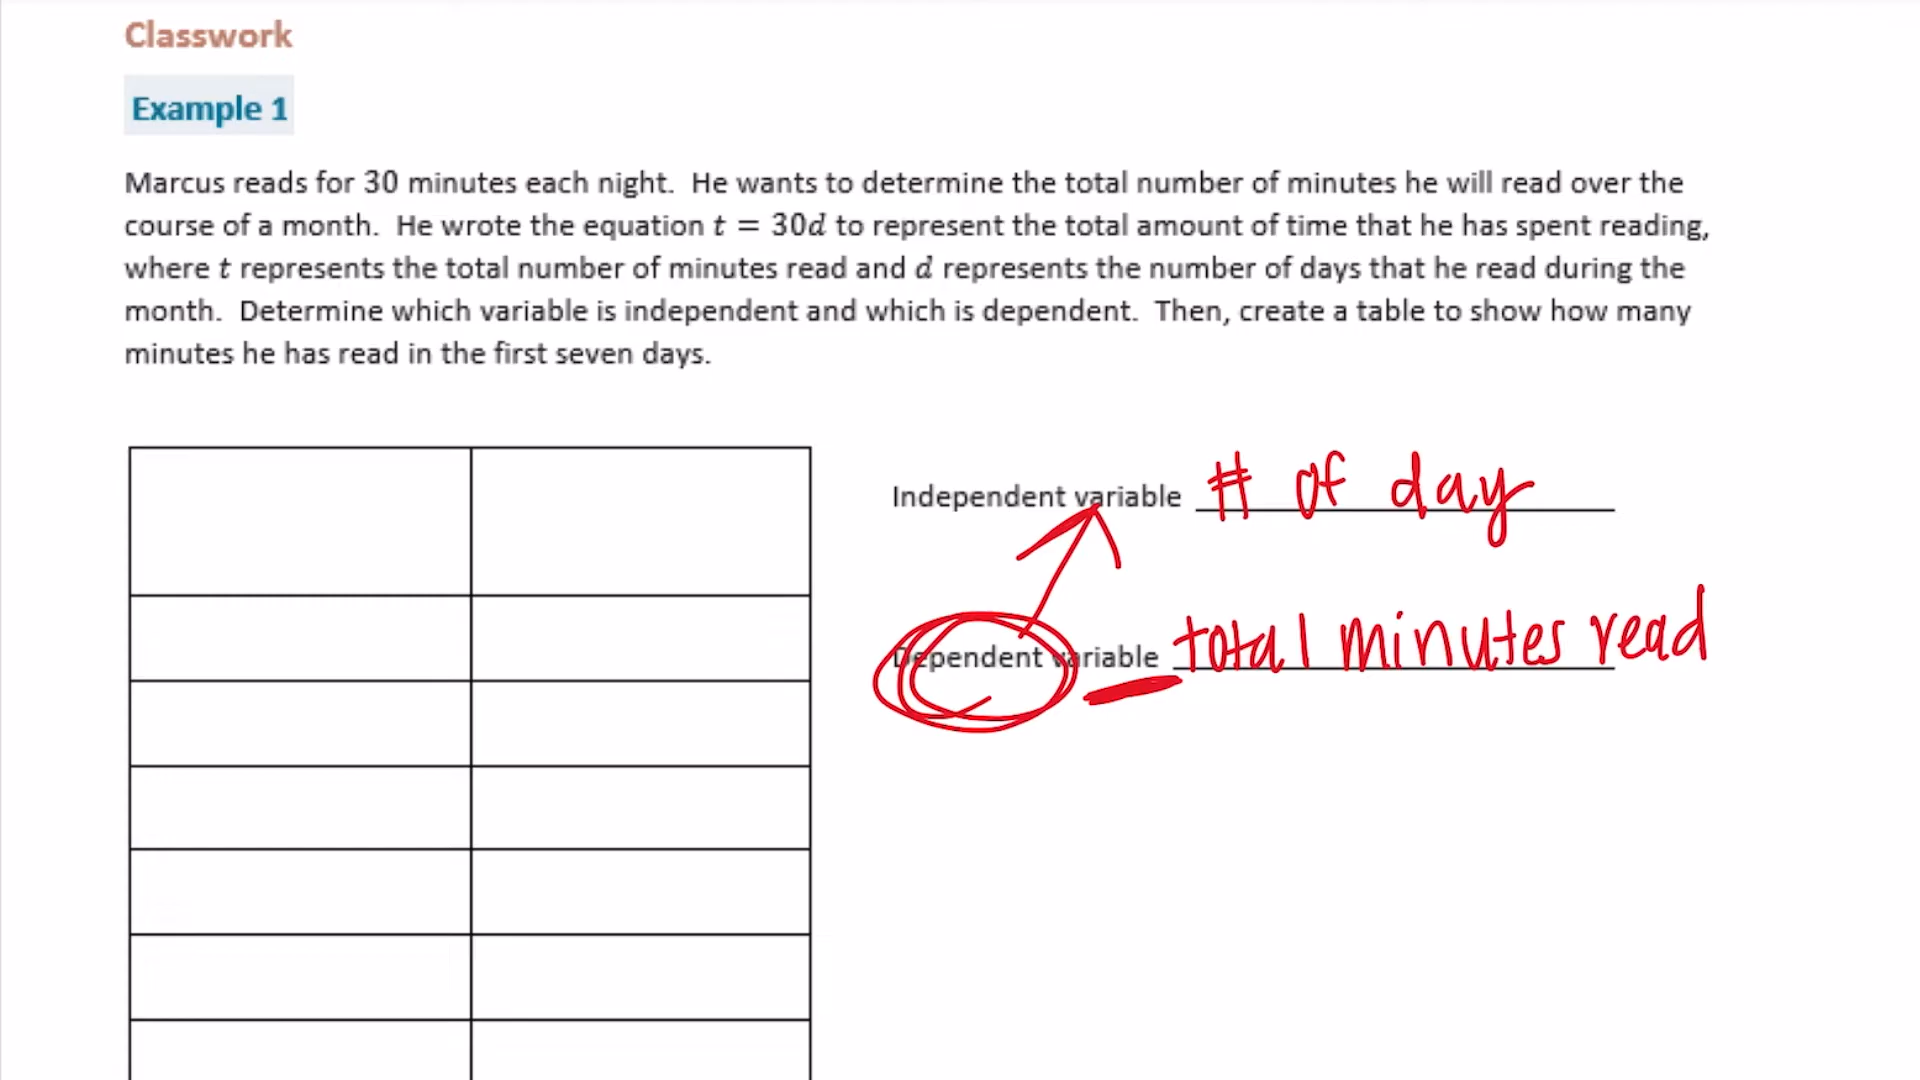 Classwork
Example 1
Marcus reads for 30 minutes each night. He wants to determine the total number of minutes he will read over the
course of a month. He wrote the equation t = 30d to represent the total amount of time that he has spent reading,
where t represents the total number of minutes read and d represents the number of days that he read during the
month. Determine which variable is independent and which is dependent. Then, create a table to show how many
minutes he has read in the first seven days.
Independent variable # of day
Dependent variable total minutes read